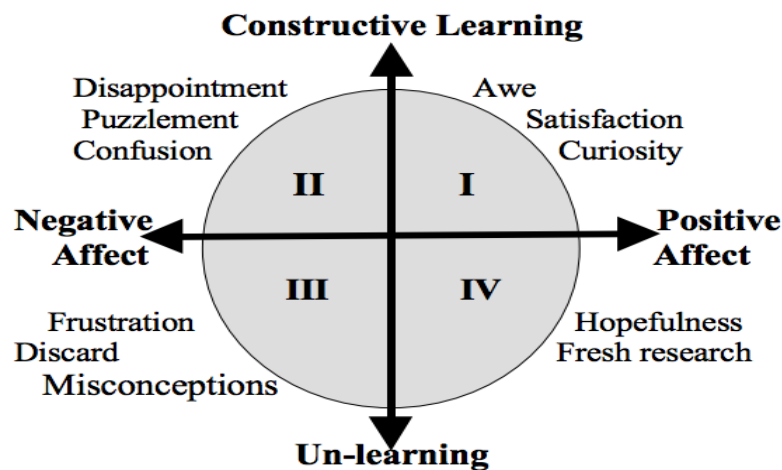 Constructive Learning
Disappointment
Puzzlement
Confusion
Awe
Satisfaction
Curiosity
II
I
Negative
Affect
Positive
Affect
III
IV
Frustration
Discard
Misconceptions
Hopefulness
Fresh research
Un-learning